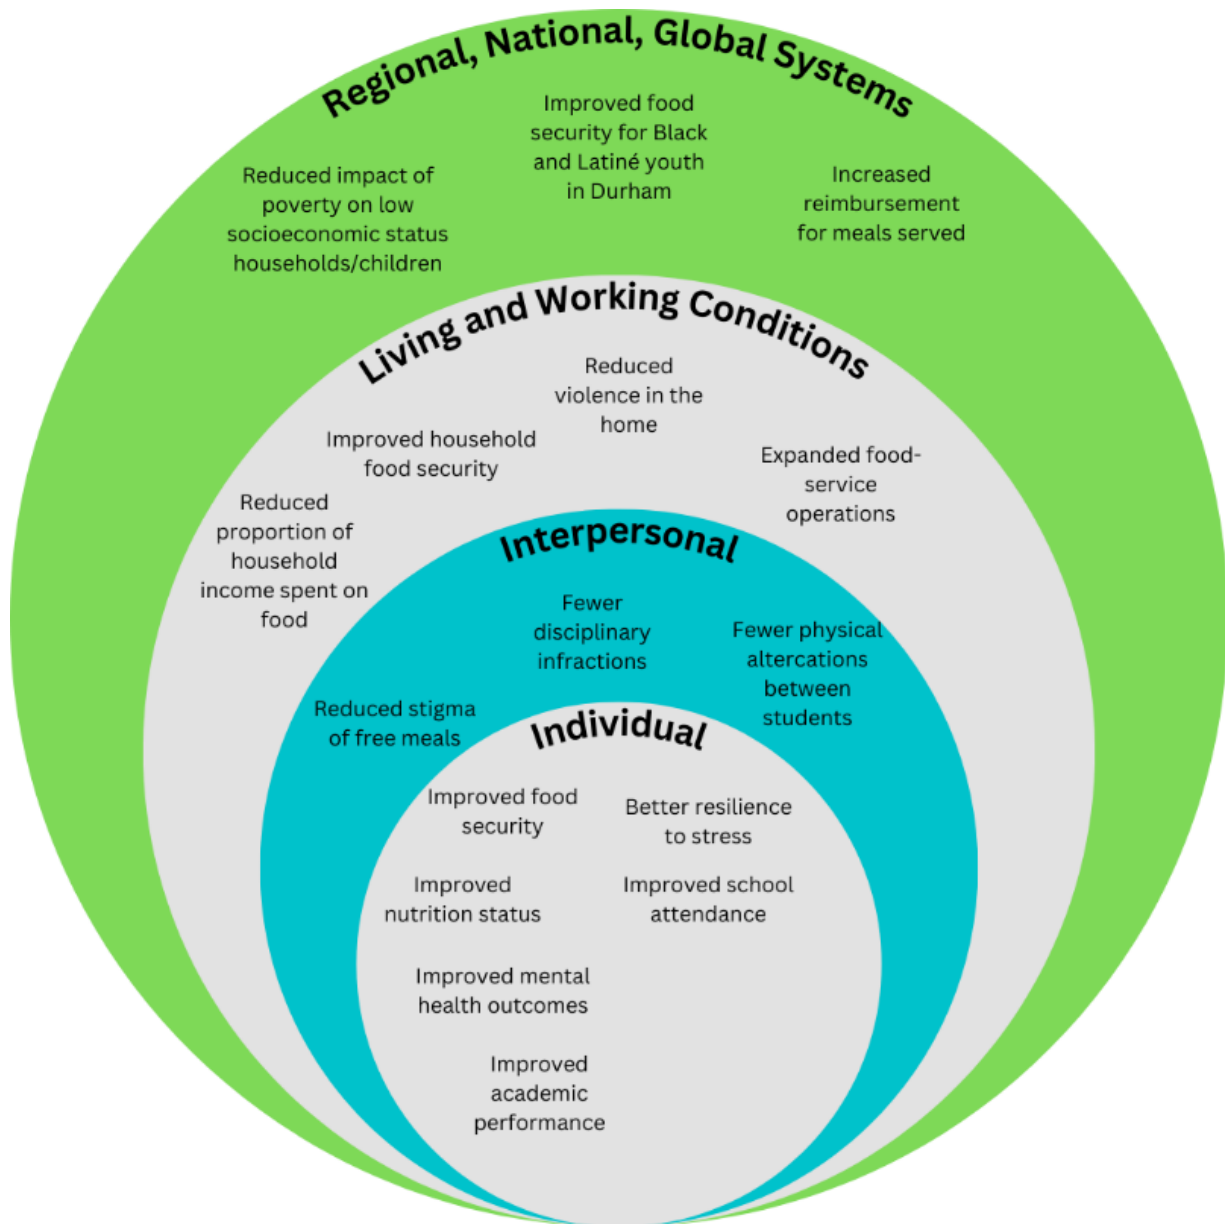 Regional, National, Global Systems
Improved food
security for Black
and Latiné youth
in Durham
Reduced impact of
poverty on low
socioeconomic status
households/children
Increased
reimbursement
for meals served
Living and Working Conditions
Reduced
violence in the
home
Improved household
food security
Expanded food-
service
operations
Reduced
proportion of
household
income spent on
food
Interpersonal
Fewer
disciplinary
infractions
Fewer physical
altercations
between
students
Reduced stigma
of free meals
Individual
Improved food
security
Better resilience
to stress
Improved
nutrition status
Improved school
attendance
Improved mental
health outcomes
Improved
academic
performance